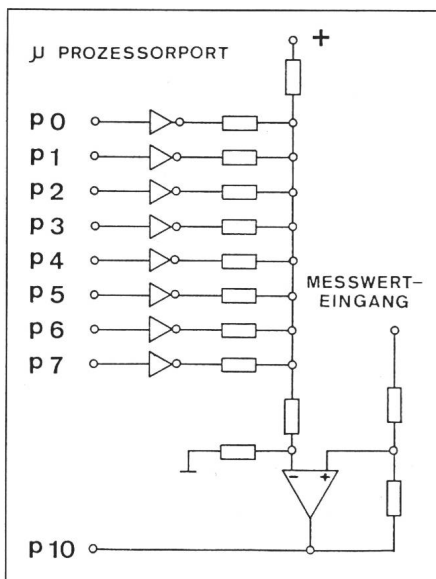 +
µ PROZESSORPORT
p0
p1
p2
p3
p4
p5
p6
p7
MESSWERT-
EINGANG
- +
p10